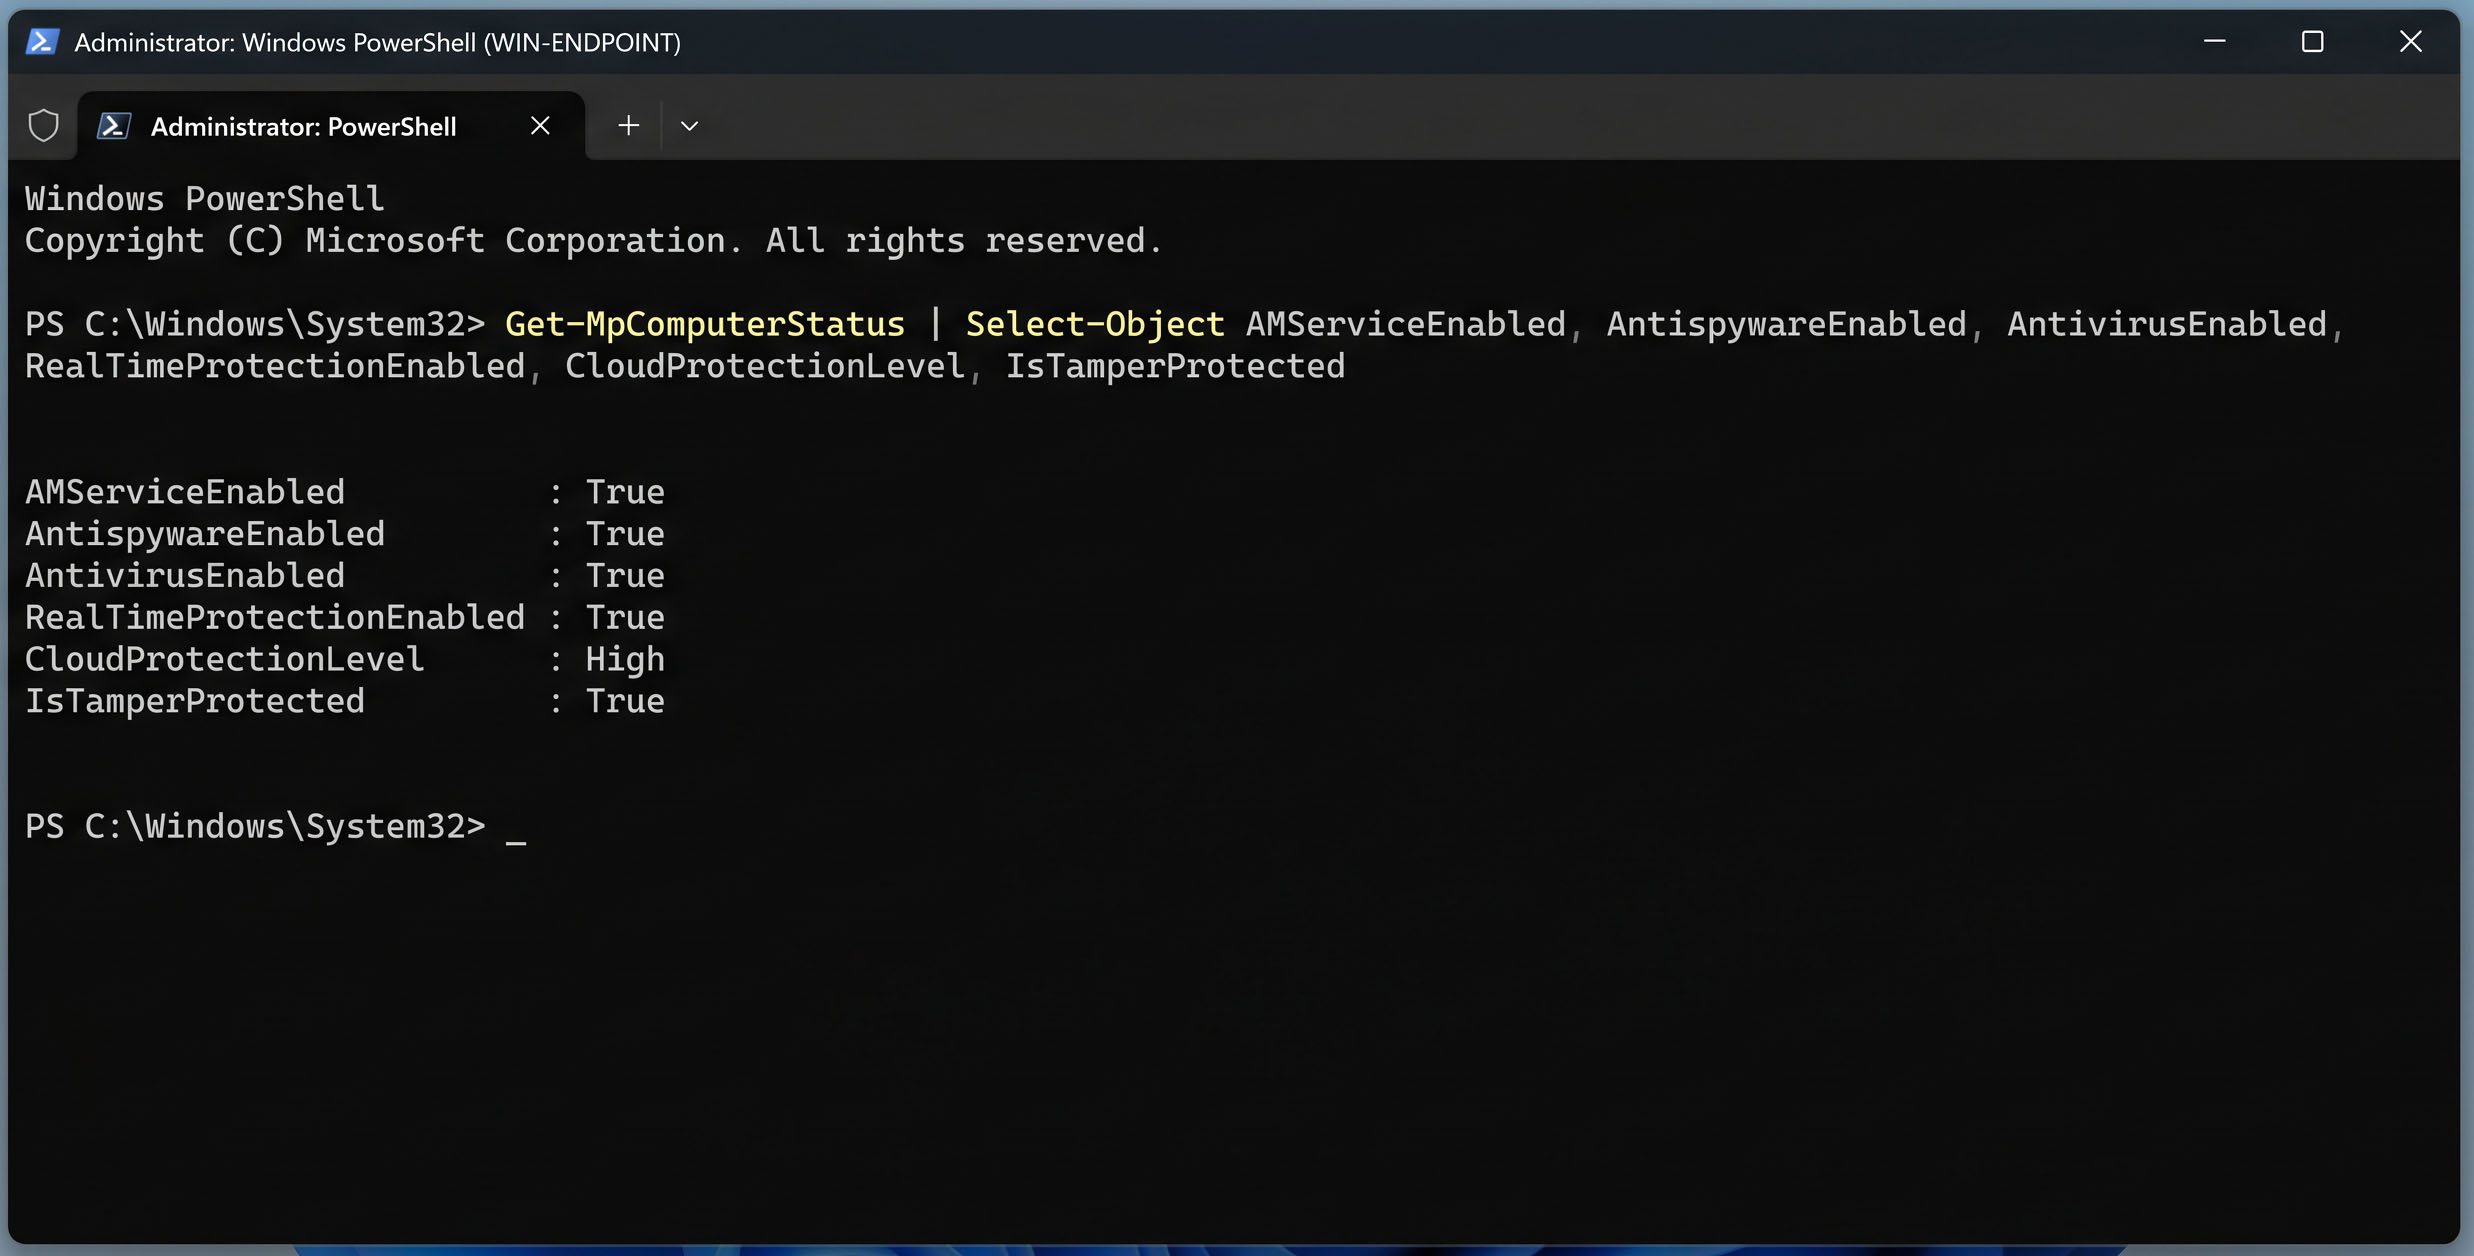 Administrator: Windows PowerShell (WIN-ENDPOINT)
Administrator: PowerShell
Windows PowerShell
Copyright (C) Microsoft Corporation. All rights reserved.
PS C:\Windows\System32> Get-MpComputerStatus | Select-Object AMServiceEnabled, AntispywareEnabled, AntivirusEnabled,
RealTimeProtectionEnabled, CloudProtectionLevel, IsTamperProtected
AMServiceEnabled          : True
AntispywareEnabled        : True
AntivirusEnabled          : True
RealTimeProtectionEnabled : True
CloudProtectionLevel      : High
IsTamperProtected         : True
PS C:\Windows\System32> _